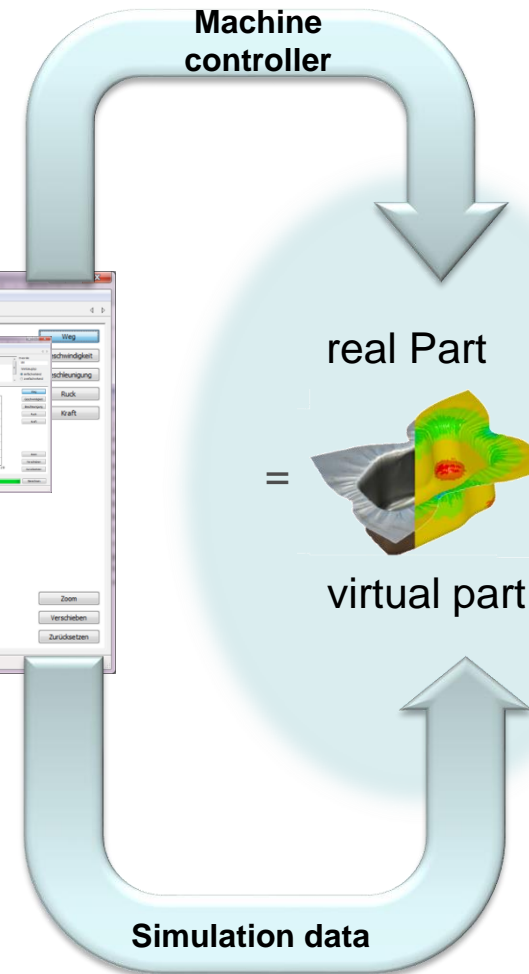 Machine
controller
Weg
schwindigkeit
schleunigung
Ruck
Kraft
real Part
=
virtual part
Zoom
Verschieben
Zurücksetzen
Simulation data